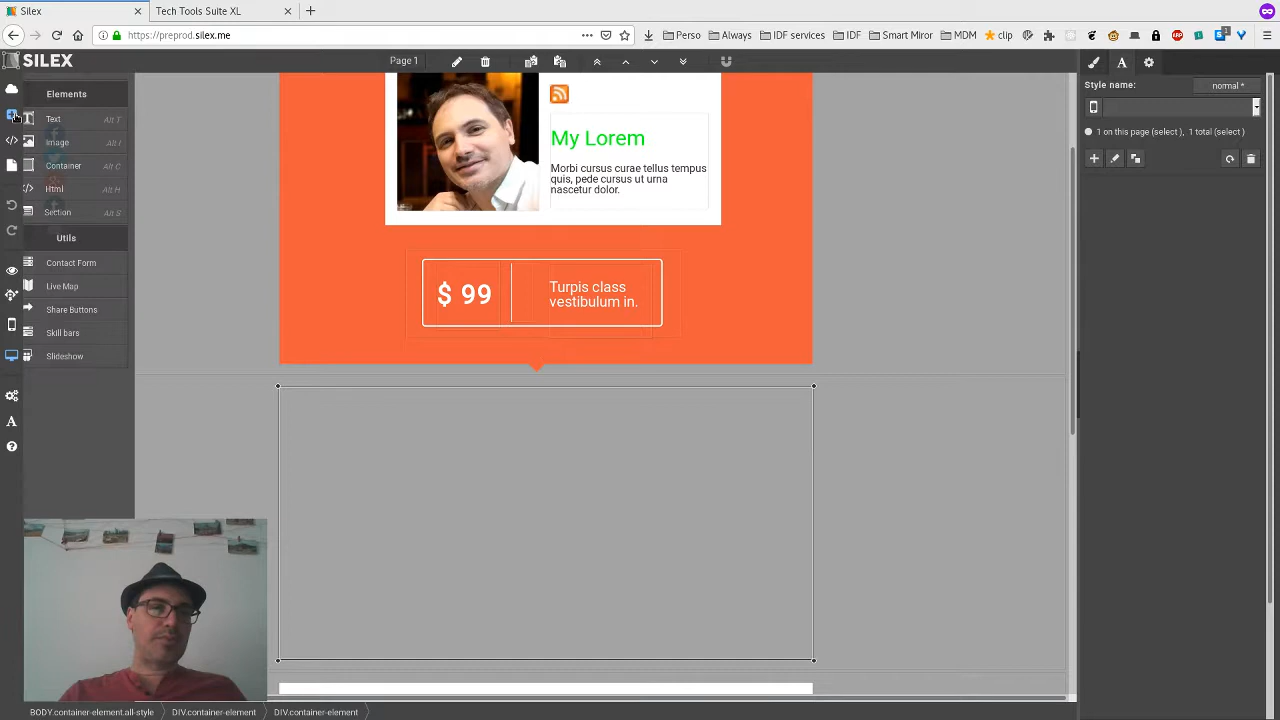 Silex
Tech Tools Suite XL
https://preprod.silex.me
Perso
Always
IDF services
IDF
Smart Miror
MDM
clip
SILEX
Page 1
Elements
Text Alt T
Image Alt I
Container Alt C
Html Alt H
Section Alt S
Utils
Contact Form
Live Map
Share Buttons
Skill bars
Slideshow
My Lorem
Morbi cursus curae tellus tempus
quis, pede cursus ut urna
nascetur dolor.
$ 99
Turpis class
vestibulum in.
Style name:
normal *
1 on this page (select ), 1 total (select )
BODY.container-element.all-style
DIV.container-element
DIV.container-element